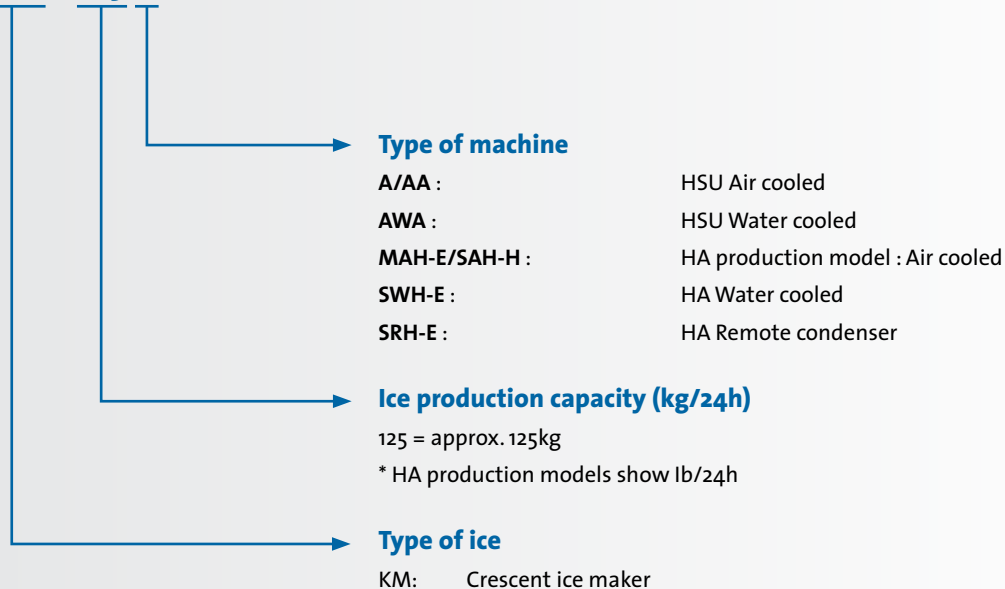 Type of machine
A/AA : HSU Air cooled
AWA : HSU Water cooled
MAH-E/SAH-H : HA production model : Air cooled
SWH-E : HA Water cooled
SRH-E : HA Remote condenser
Ice production capacity (kg/24h)
125 = approx. 125kg
* HA production models show Ib/24h
Type of ice
KM: Crescent ice maker